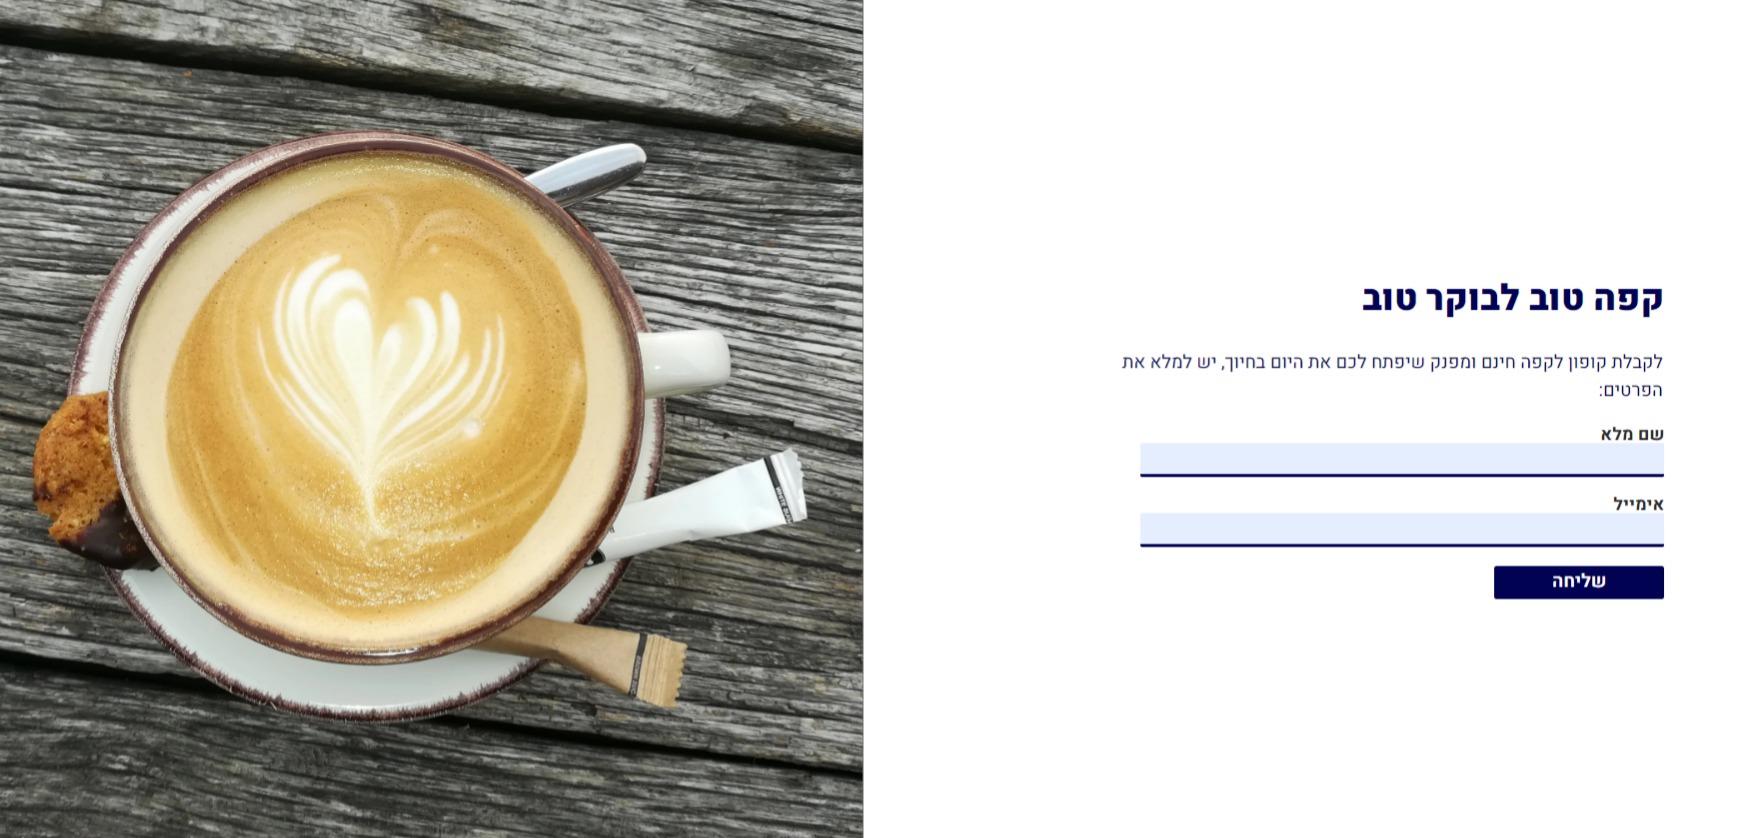 קפה טוב לבוקר טוב
לקבלת קופון לקפה חינם ומפנק שיפתח לכם את היום בחיוך, יש למלא את
הפרטים:
שם מלא
אימייל
שליחה